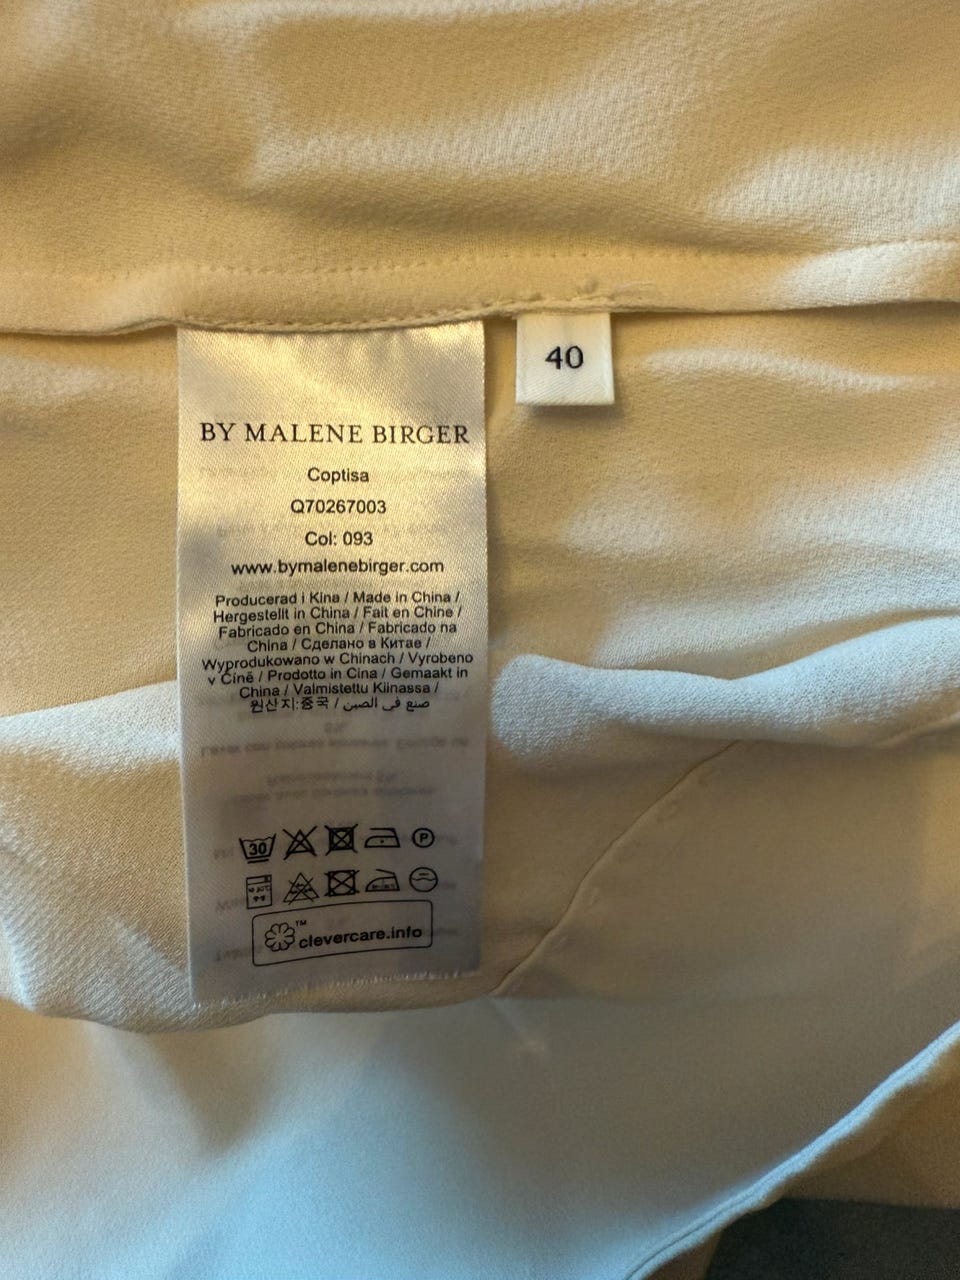 40
BY MALENE BIRGER
Coptisa
Q70267003
Col: 093
www.bymalenebirger.com
Producerad i Kina / Made in China /
Hergestellt in China / Fait en Chine /
Fabricado en China / Fabricado na
China / Сделано в Китае /
Wyprodukowano w Chinach / Vyrobeno
v Číně / Prodotto in Cina / Gemaakt in
China / Valmistettu Kiinassa /
원산지:중국 / صنع في الصين
30 P
™
clevercare.info